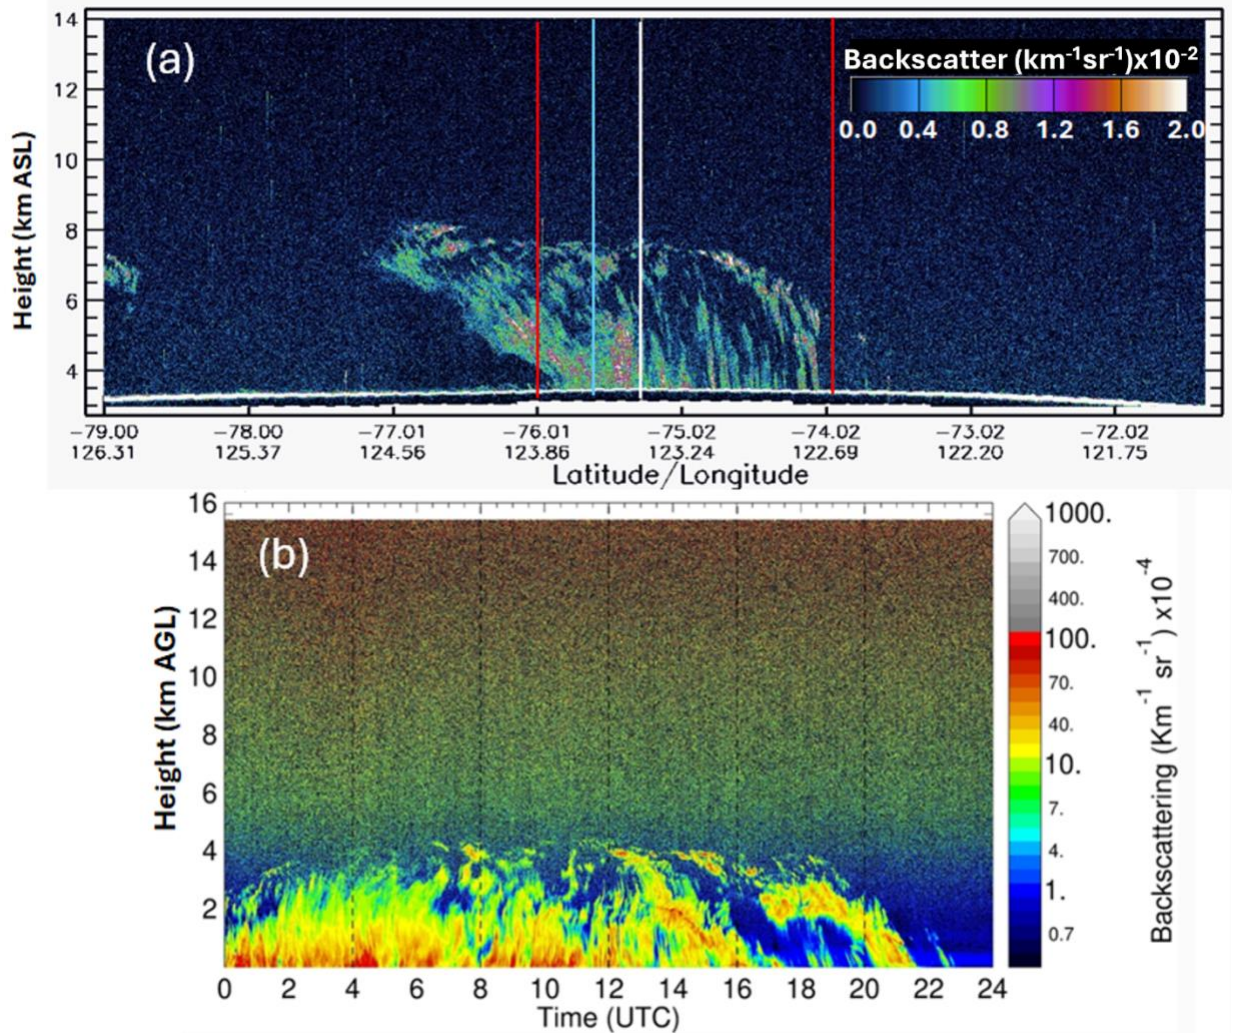 (a)
Backscatter (km-1sr-1)x10-2
0.0 0.4 0.8 1.2 1.6 2.0
Height (km ASL)
14
12
10
8
6
4
-79.00 -78.00 -77.01 -76.01 -75.02 -74.02 -73.02 -72.02
126.31 125.37 124.56 123.86 123.24 122.69 122.20 121.75
Latitude/Longitude
(b)
Height (km AGL)
16
14
12
10
8
6
4
2
0 2 4 6 8 10 12 14 16 18 20 22 24
Time (UTC)
1000.
700.
400.
100.
70.
40.
10.
7.
4.
1.
0.7
Backscattering (Km-1 sr-1) x10-4